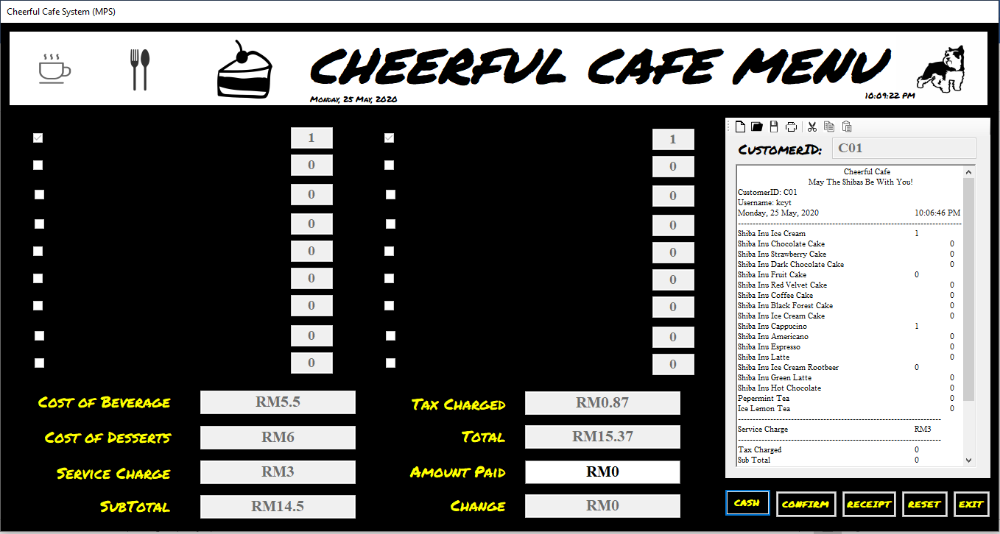 Cheerful Cafe System (MPS)
CHEERFUL CAFE MENU
Monday, 25 May, 2020
10:09:22 PM
1
0
0
0
0
0
0
0
0
1
0
0
0
0
0
0
0
0
Cost of Beverage RM5.5
Cost of Desserts RM6
Service Charge RM3
SubTotal RM14.5
Tax Charged RM0.87
Total RM15.37
Amount Paid RM0
Change RM0
CustomerID: C01
Cheerful Cafe
May The Shibas Be With You!
CustomerID: C01
Username: kcyt
Monday, 25 May, 2020 10:06:46 PM
Shiba Inu Ice Cream 1
Shiba Inu Chocolate Cake 0
Shiba Inu Strawberry Cake 0
Shiba Inu Dark Chocolate Cake 0
Shiba Inu Fruit Cake 0
Shiba Inu Red Velvet Cake 0
Shiba Inu Coffee Cake 0
Shiba Inu Black Forest Cake 0
Shiba Inu Ice Cream Cake 0
Shiba Inu Cappucino 1
Shiba Inu Americano 0
Shiba Inu Espresso 0
Shiba Inu Latte 0
Shiba Inu Ice Cream Rootbeer 0
Shiba Inu Green Latte 0
Shiba Inu Hot Chocolate 0
Pepermint Tea 0
Ice Lemon Tea 0
Service Charge RM3
Tax Charged 0
Sub Total 0
CASH CONFIRM RECEIPT RESET EXIT